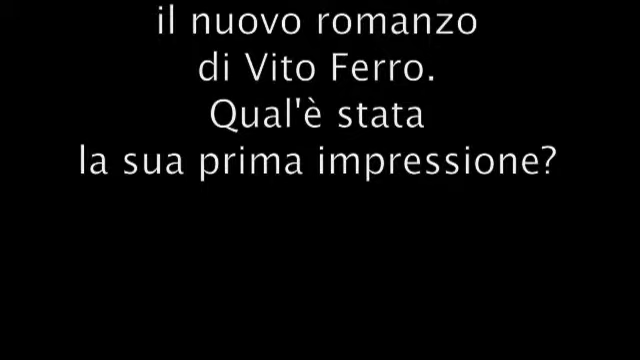 il nuovo romanzo
di Vito Ferro.
Qual'è stata
la sua prima impressione?